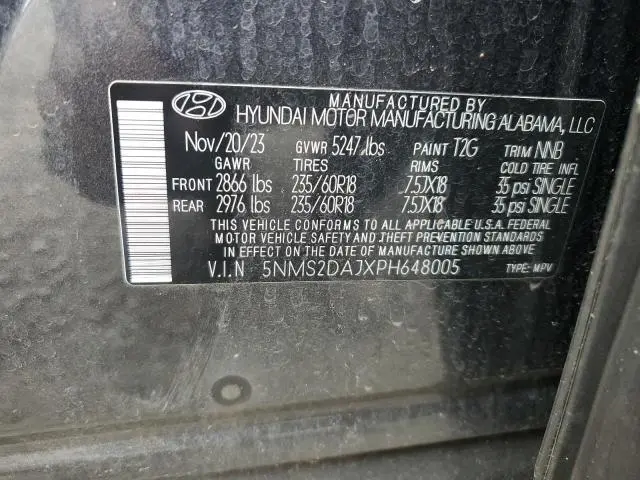 MANUFACTURED BY
HYUNDAI MOTOR MANUFACTURING ALABAMA, LLC
Nov/20/23 GVWR 5247 lbs PAINT T2G TRIM NNB
GAWR TIRES RIMS COLD TIRE INFL
FRONT 2866 lbs 235/60R18 7.5JX18 35 psi SINGLE
REAR 2976 lbs 235/60R18 7.5JX18 35 psi SINGLE
THIS VEHICLE CONFORMS TO ALL APPLICABLE U.S.A. FEDERAL
MOTOR VEHICLE SAFETY AND THEFT PREVENTION STANDARDS
IN EFFECT ON THE DATE OF MANUFACTURE SHOWN ABOVE
V.I.N 5NMS2DAJXPH648005 TYPE: MPV